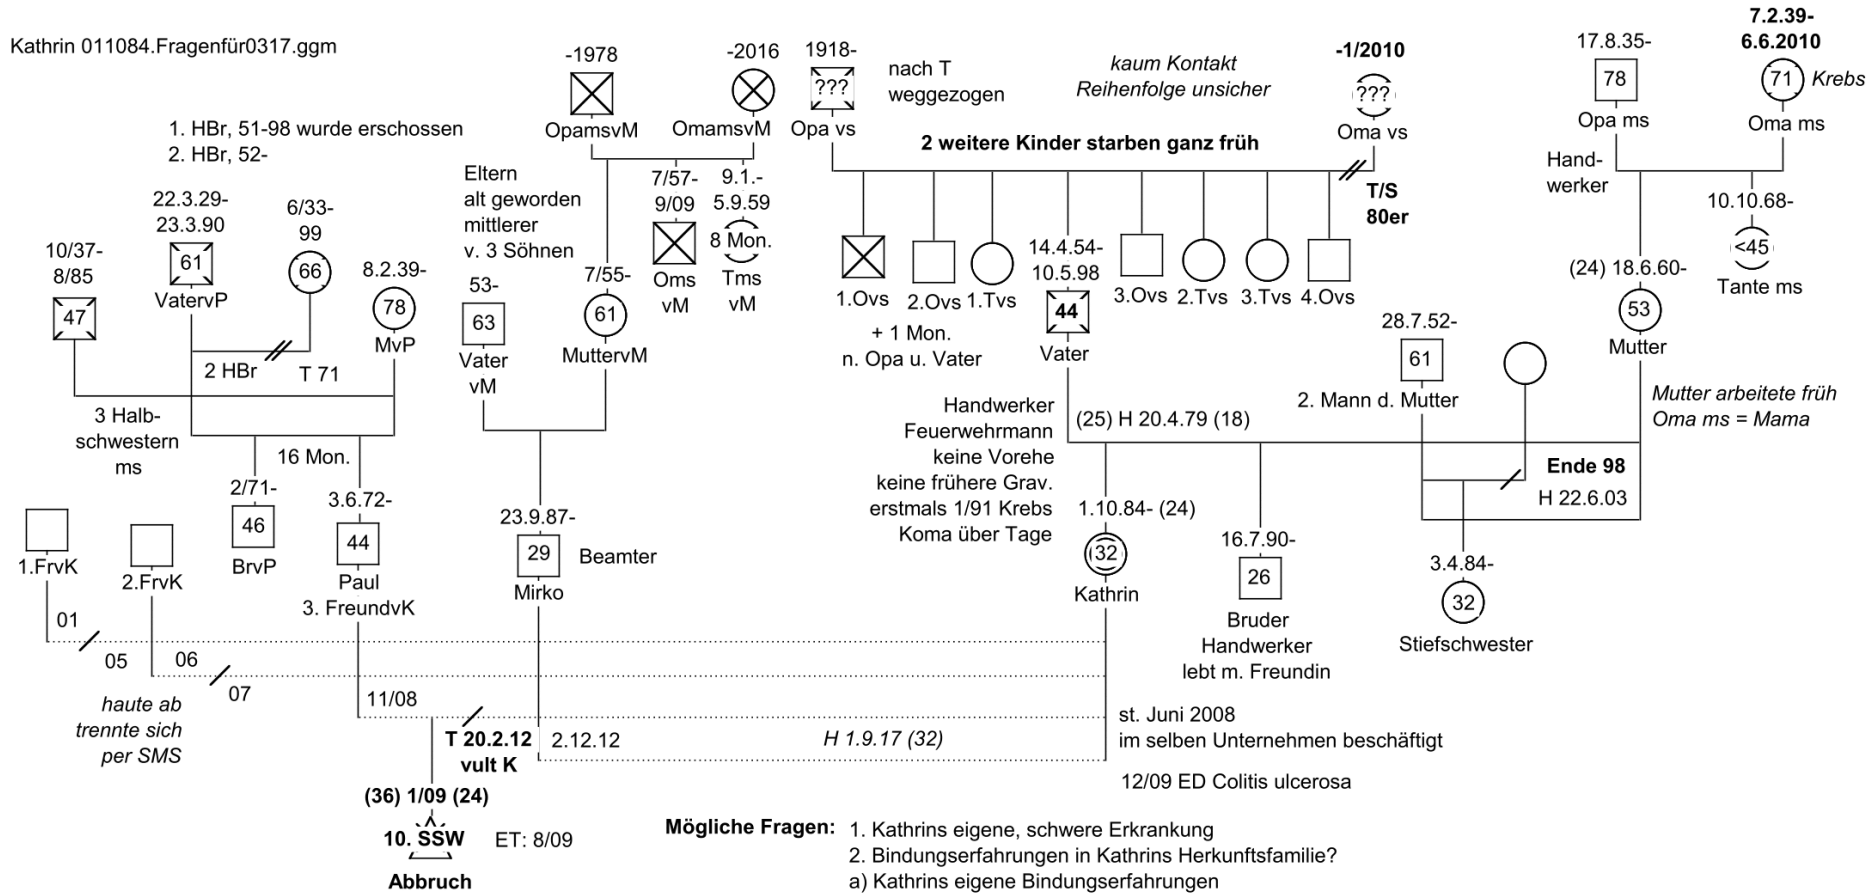 Kathrin 011084.Fragenfür0317.ggm
1. HBr, 51-98 wurde erschossen
2. HBr, 52-
10/37-
8/85
47
22.3.29-
23.3.90
61
VatervP
6/33-
99
66
8.2.39-
78
MvP
2 HBr
T 71
3 Halb-
schwestern
ms
16 Mon.
2/71-
46
BrvP
3.6.72-
44
Paul
3. FreundvK
1.FrvK
2.FrvK
01
05
06
07
haute ab
trennte sich
per SMS
11/08
T 20.2.12
vult K
2.12.12
H 1.9.17 (32)
(36) 1/09 (24)
10. SSW
ET: 8/09
Abbruch
-1978
OpamsvM
-2016
OmamsvM
Eltern
alt geworden
mittlerer
v. 3 Söhnen
53-
63
Vater
vM
7/55-
61
MuttervM
7/57-
9/09
Oms
vM
9.1.-
5.9.59
8 Mon.
Tms
vM
23.9.87-
29
Mirko
Beamter
1918-
???
Opa vs
nach T
weggezogen
kaum Kontakt
Reihenfolge unsicher
-1/2010
???
Oma vs
2 weitere Kinder starben ganz früh
T/S
80er
1.Ovs
+ 1 Mon.
n. Opa u. Vater
2.Ovs
1.Tvs
14.4.54-
10.5.98
44
Vater
3.Ovs
2.Tvs
3.Tvs
4.Ovs
Handwerker
Feuerwehrmann
keine Vorehe
keine frühere Grav.
erstmals 1/91 Krebs
Koma über Tage
(25) H 20.4.79 (18)
1.10.84- (24)
32
Kathrin
16.7.90-
26
Bruder
Handwerker
lebt m. Freundin
17.8.35-
78
Opa ms
7.2.39-
6.6.2010
71
Krebs
Oma ms
Hand-
werker
10.10.68-
<45
Tante ms
(24) 18.6.60-
53
Mutter
28.7.52-
61
2. Mann d. Mutter
Mutter arbeitete früh
Oma ms = Mama
Ende 98
H 22.6.03
3.4.84-
32
Stiefschwester
st. Juni 2008
im selben Unternehmen beschäftigt
12/09 ED Colitis ulcerosa
Mögliche Fragen: 1. Kathrins eigene, schwere Erkrankung
2. Bindungserfahrungen in Kathrins Herkunftsfamilie?
a) Kathrins eigene Bindungserfahrungen